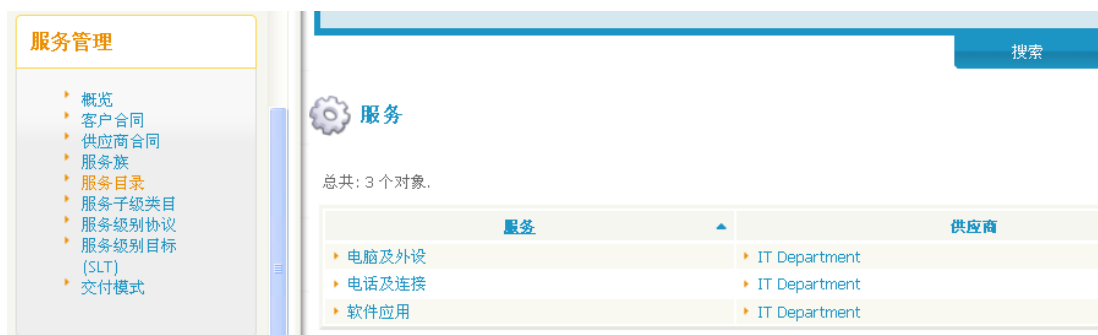 服务管理
概览
客户合同
供应商合同
服务族
服务目录
服务子级类目
服务级别协议
服务级别目标
(SLT)
交付模式
搜索
服务
总共: 3 个对象.
服务 供应商
电脑及外设 IT Department
电话及连接 IT Department
软件应用 IT Department